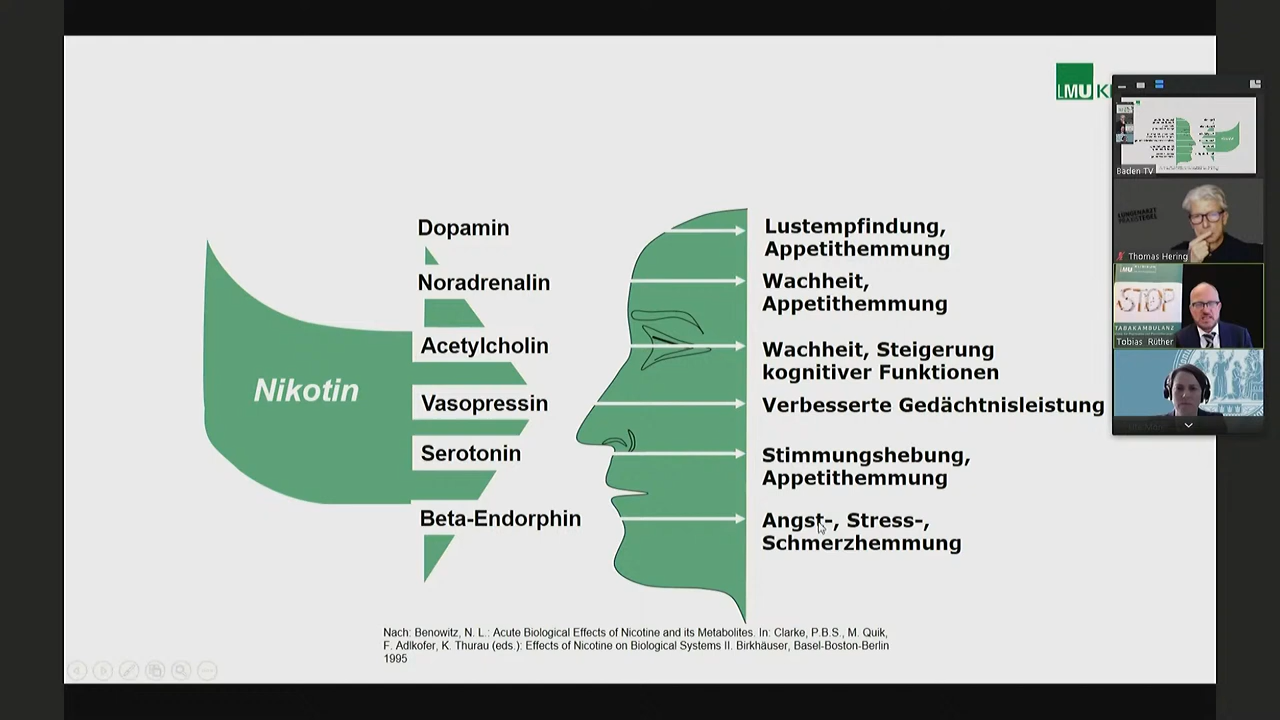 LMU
Dopamin
Noradrenalin
Acetylcholin
Vasopressin
Serotonin
Beta-Endorphin
Nikotin
Lustempfindung,
Appetithemmung
Wachheit,
Appetithemmung
Wachheit, Steigerung
kognitiver Funktionen
Verbesserte Gedächtnisleistung
Stimmungshebung,
Appetithemmung
Angst-, Stress-,
Schmerzhemmung
Nach: Benowitz, N. L.: Acute Biological Effects of Nicotine and its Metabolites. In: Clarke, P.B.S., M. Quik,
F. Adlkofer, K. Thurau (eds.): Effects of Nicotine on Biological Systems II. Birkhäuser, Basel-Boston-Berlin
1995
Baden TV
LUNGENARZT
Thomas Hering
LMU
STOP
TABAKAMBULANZ
Tobias Rüther